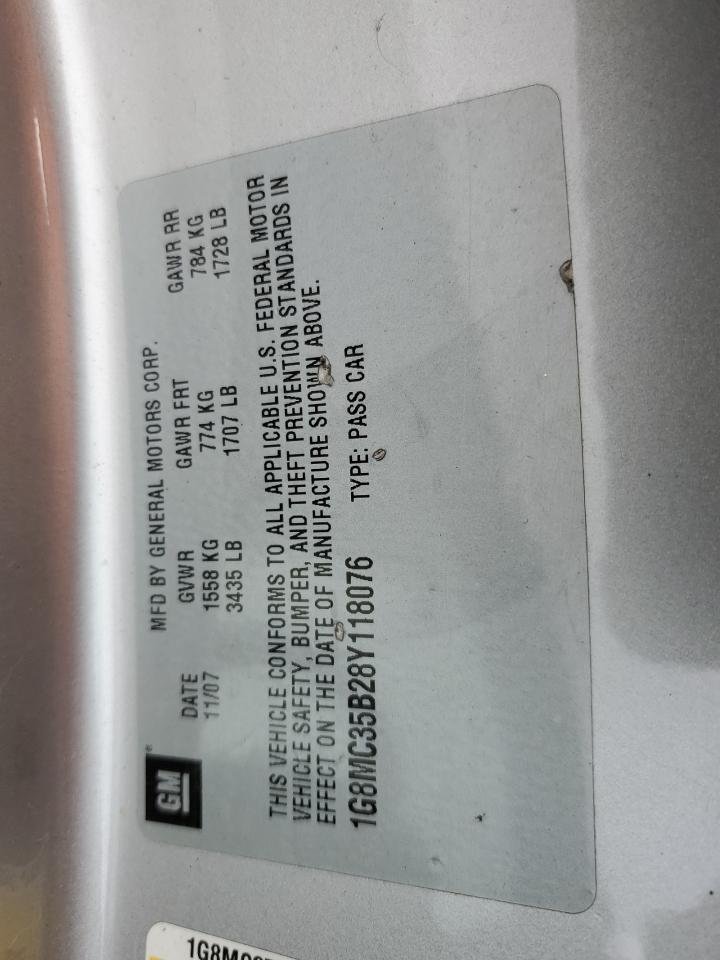 GM
MFD BY GENERAL MOTORS CORP.
DATE GVWR GAWR FRT GAWR RR
11/07 1558 KG 774 KG 784 KG
3435 LB 1707 LB 1728 LB
THIS VEHICLE CONFORMS TO ALL APPLICABLE U.S. FEDERAL MOTOR
VEHICLE SAFETY, BUMPER, AND THEFT PREVENTION STANDARDS IN
EFFECT ON THE DATE OF MANUFACTURE SHOWN ABOVE.
1G8MC35B28Y118076 TYPE: PASS CAR